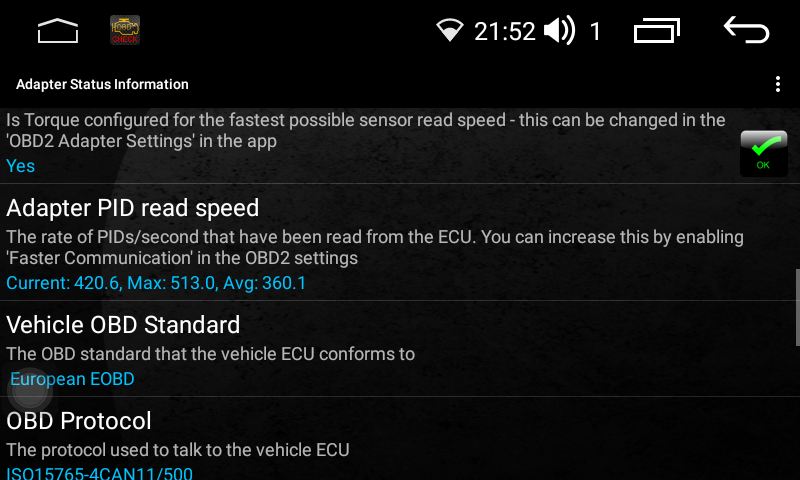 OBD2
CHECK
21:52
1
Adapter Status Information
Is Torque configured for the fastest possible sensor read speed - this can be changed in the
'OBD2 Adapter Settings' in the app
Yes
OK
Adapter PID read speed
The rate of PIDs/second that have been read from the ECU. You can increase this by enabling
'Faster Communication' in the OBD2 settings
Current: 420.6, Max: 513.0, Avg: 360.1
Vehicle OBD Standard
The OBD standard that the vehicle ECU conforms to
European EOBD
OBD Protocol
The protocol used to talk to the vehicle ECU
ISO15765-4CAN11/500